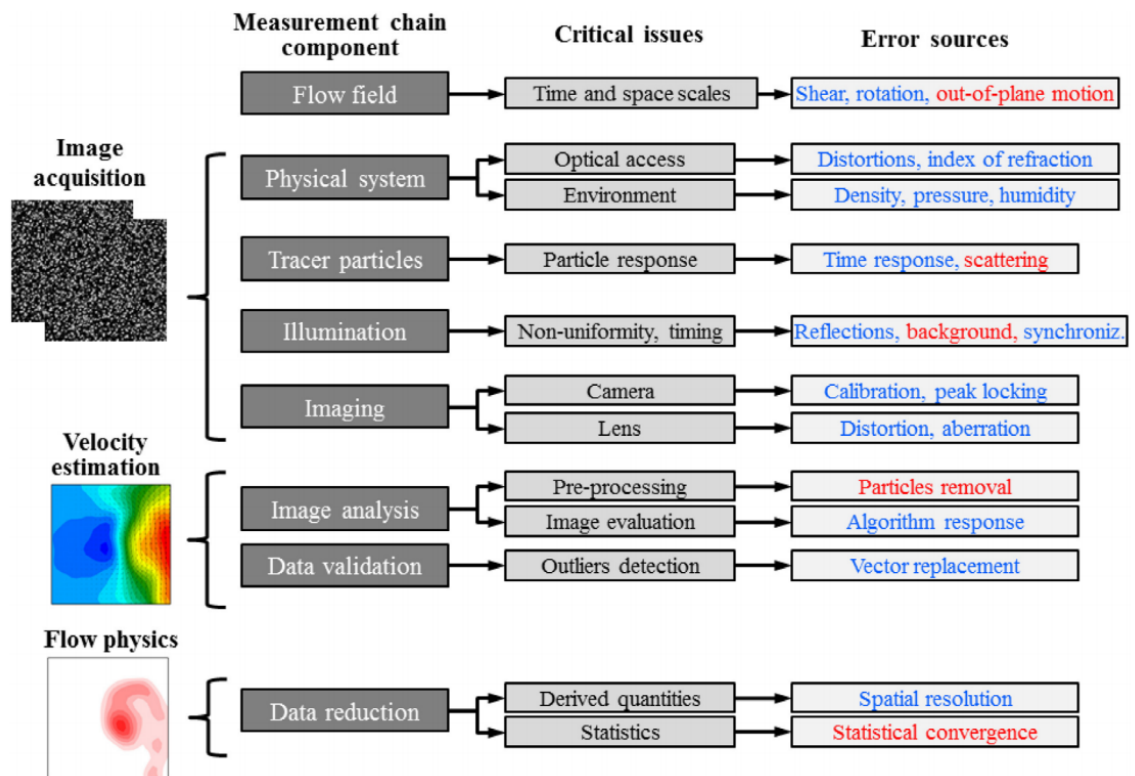 Measurement chain
component
Critical issues
Error sources
Flow field
Time and space scales
Shear, rotation, out-of-plane motion
Image
acquisition
Physical system
Optical access
Distortions, index of refraction
Environment
Density, pressure, humidity
Tracer particles
Particle response
Time response, scattering
Illumination
Non-uniformity, timing
Reflections, background, synchroniz.
Imaging
Camera
Calibration, peak locking
Lens
Distortion, aberration
Velocity
estimation
Image analysis
Pre-processing
Particles removal
Image evaluation
Algorithm response
Data validation
Outliers detection
Vector replacement
Flow physics
Data reduction
Derived quantities
Spatial resolution
Statistics
Statistical convergence